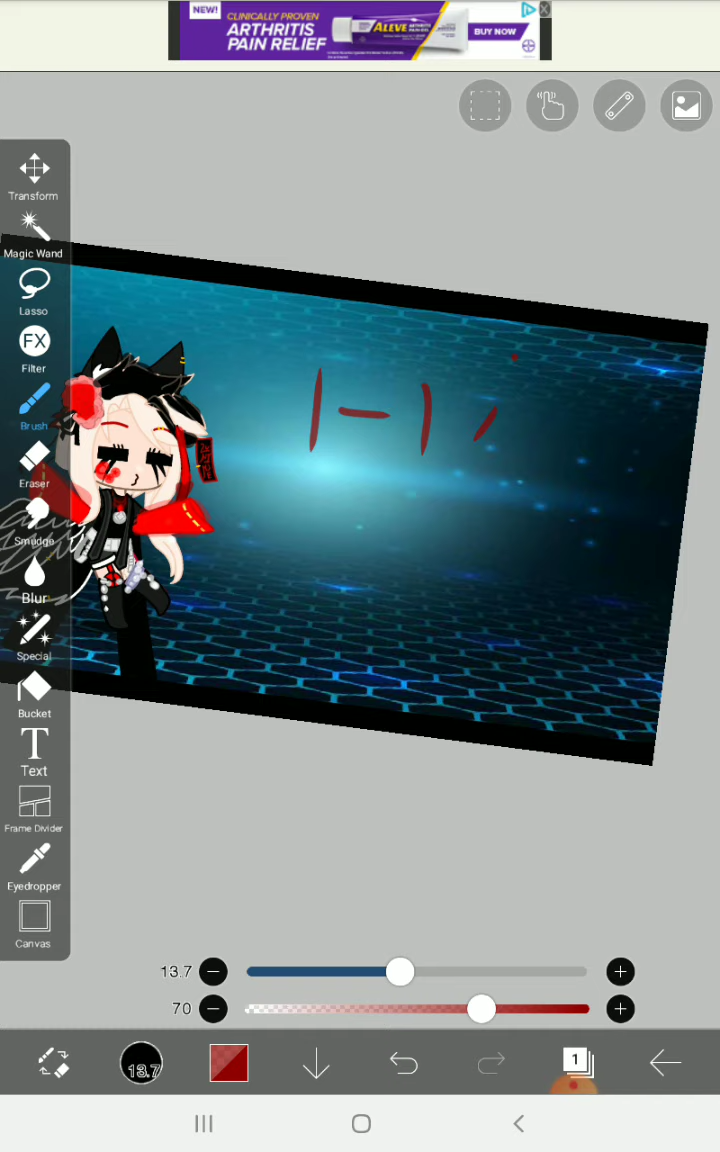 NEW!
CLINICALLY PROVEN
ARTHRITIS
PAIN RELIEF
ALEVE
BUY NOW
Transform
Magic Wand
Lasso
FX
Filter
Brush
Eraser
Smudge
Blur
Special
Bucket
T
Text
Frame Divider
Eyedropper
Canvas
13.7
70
13.7
1